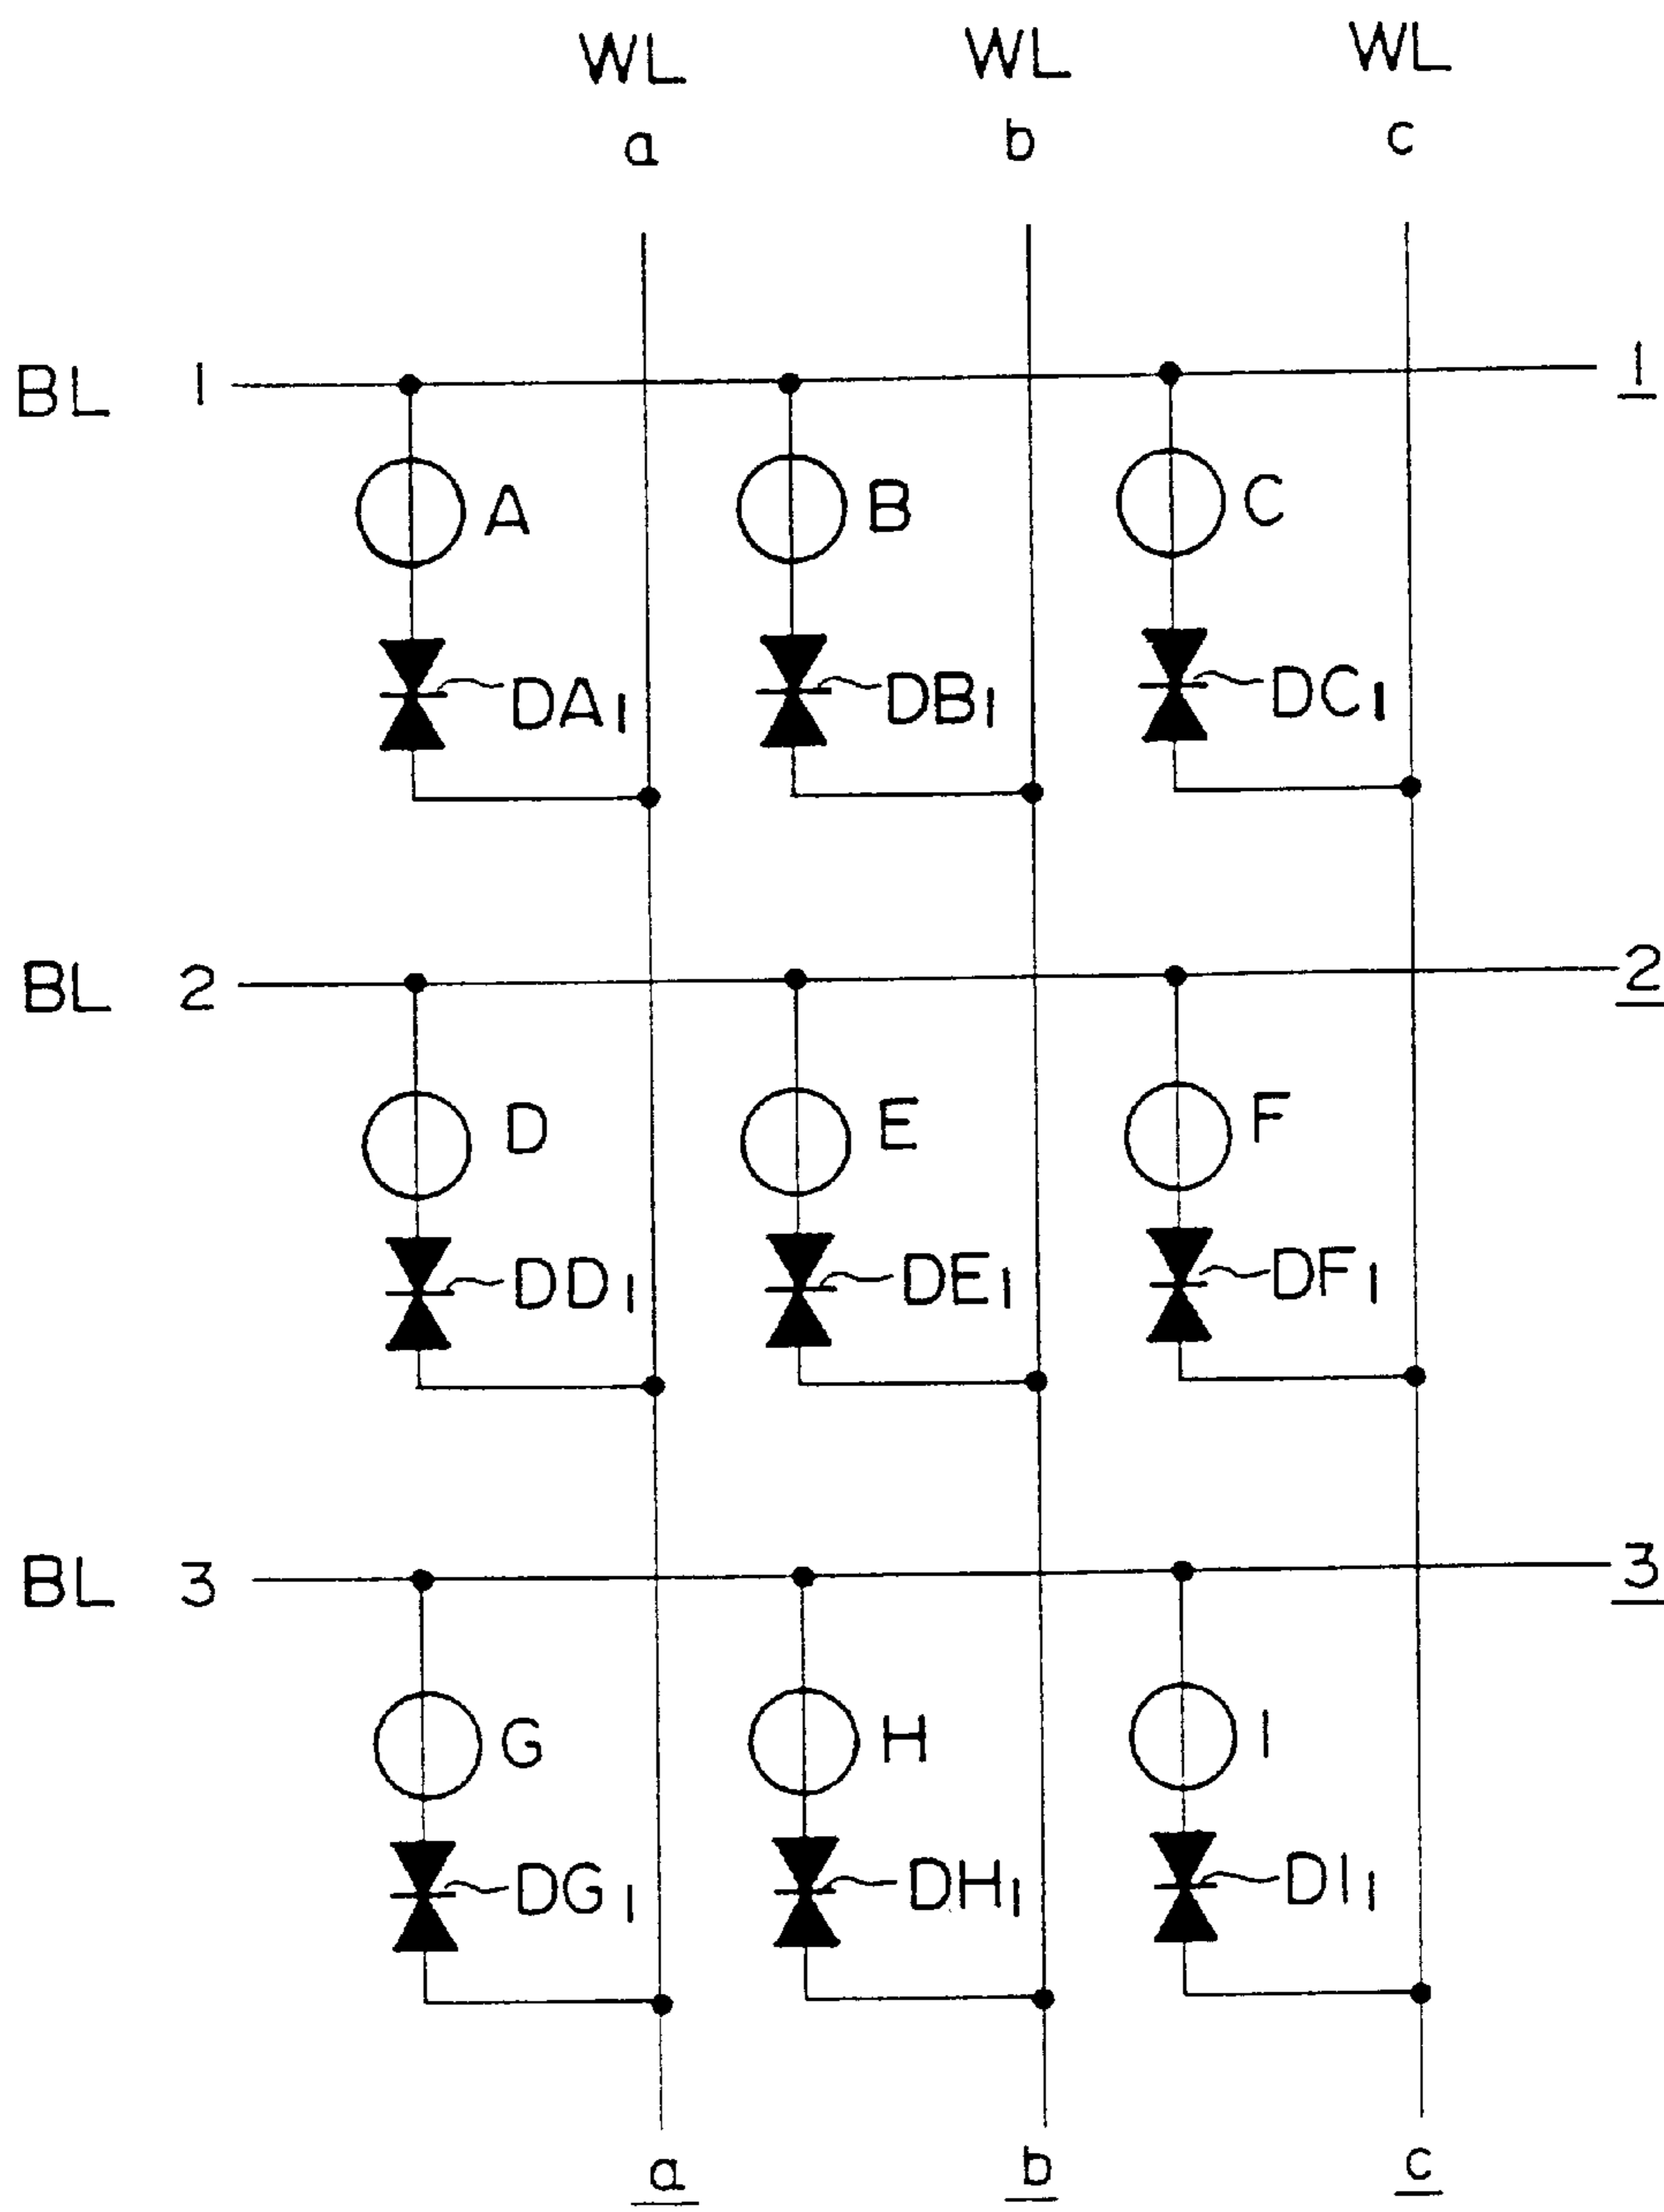 WL WL WL
a b c
BL 1 1
A B C
DA1 DB1 DC1
BL 2 2
D E F
DD1 DE1 DF1
BL 3 3
G H I
DG1 DH1 DI1
a b c